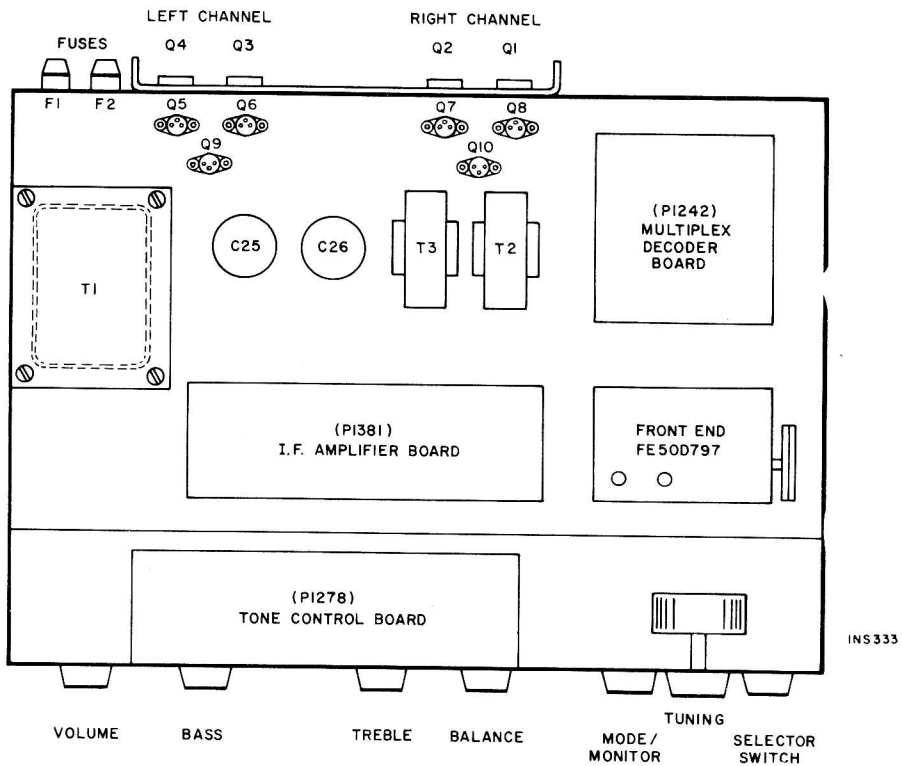 LEFT CHANNEL
RIGHT CHANNEL
FUSES
Q4
Q3
Q2
Q1
F1
F2
Q5
Q6
Q7
Q8
Q9
Q10
T1
C25
C26
T3
T2
(P1242)
MULTIPLEX
DECODER
BOARD
(P1381)
I.F. AMPLIFIER BOARD
FRONT END
FE50D797
(P1278)
TONE CONTROL BOARD
INS333
VOLUME
BASS
TREBLE
BALANCE
MODE/
MONITOR
TUNING
SELECTOR
SWITCH